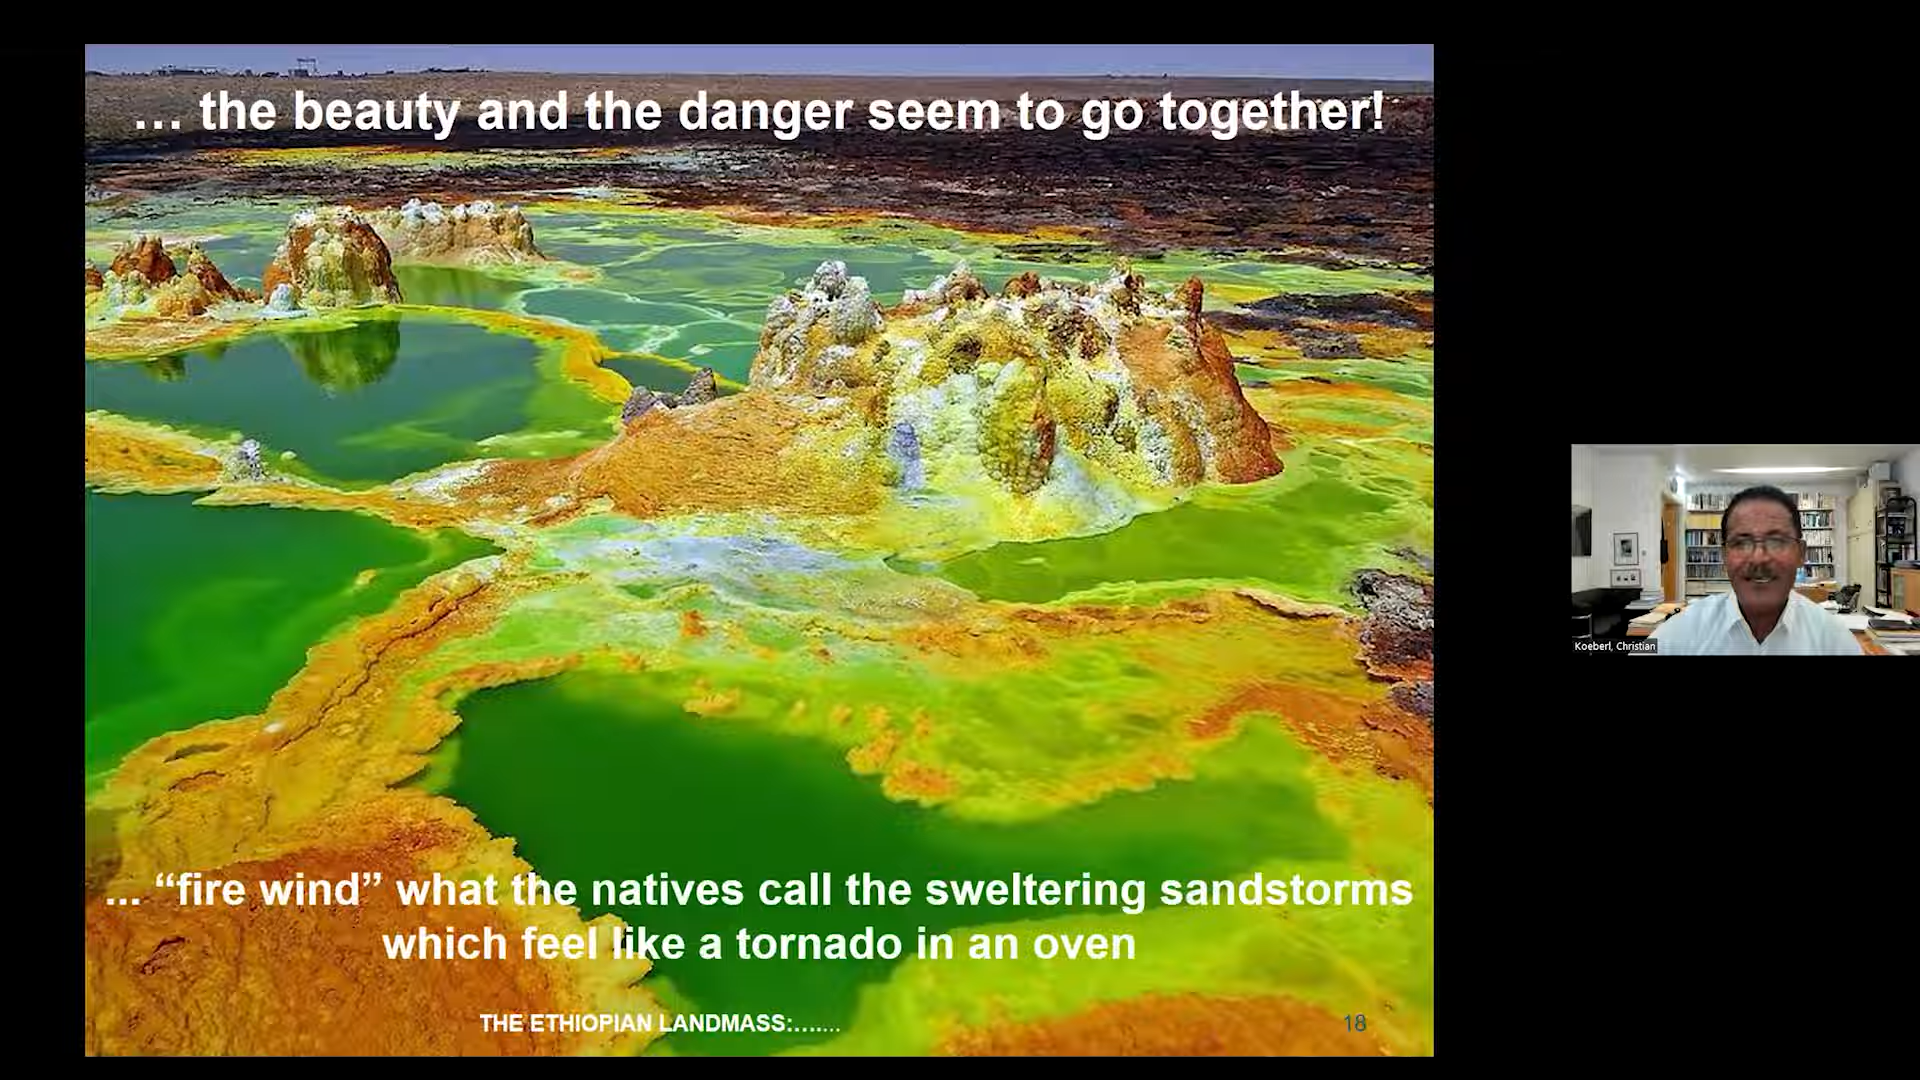 … the beauty and the danger seem to go together!
... “fire wind” what the natives call the sweltering sandstorms
which feel like a tornado in an oven
THE ETHIOPIAN LANDMASS:…....
18
Koeberl, Christian